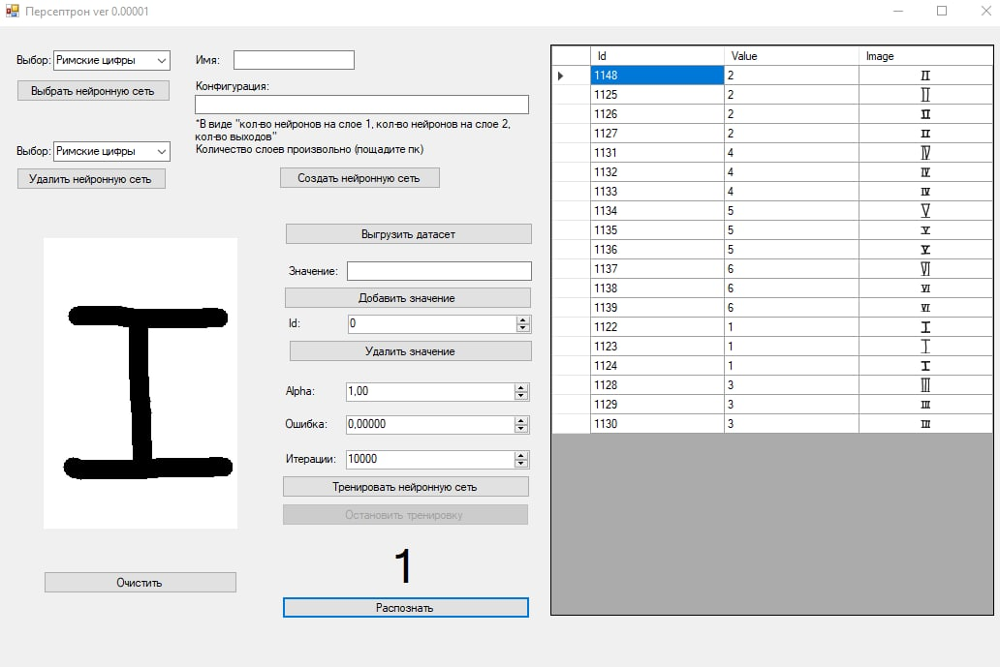 Персептрон ver 0.00001
Выбор: Римские цифры
Имя:
Выбрать нейронную сеть
Конфигурация:
*В виде "кол-во нейронов на слое 1, кол-во нейронов на слое 2,
кол-во выходов"
Количество слоев произвольно (пощадите пк)
Выбор: Римские цифры
Удалить нейронную сеть
Создать нейронную сеть
Выгрузить датасет
Значение:
Добавить значение
Id: 0
Удалить значение
Alpha: 1,00
Ошибка: 0,00000
Итерации: 10000
Тренировать нейронную сеть
Остановить тренировку
I
1
Очистить
Распознать
Id Value Image
1148 2 II
1125 2 II
1126 2 II
1127 2 II
1131 4 IV
1132 4 IV
1133 4 IV
1134 5 V
1135 5 V
1136 5 V
1137 6 VI
1138 6 VI
1139 6 VI
1122 1 I
1123 1 I
1124 1 I
1128 3 III
1129 3 III
1130 3 III